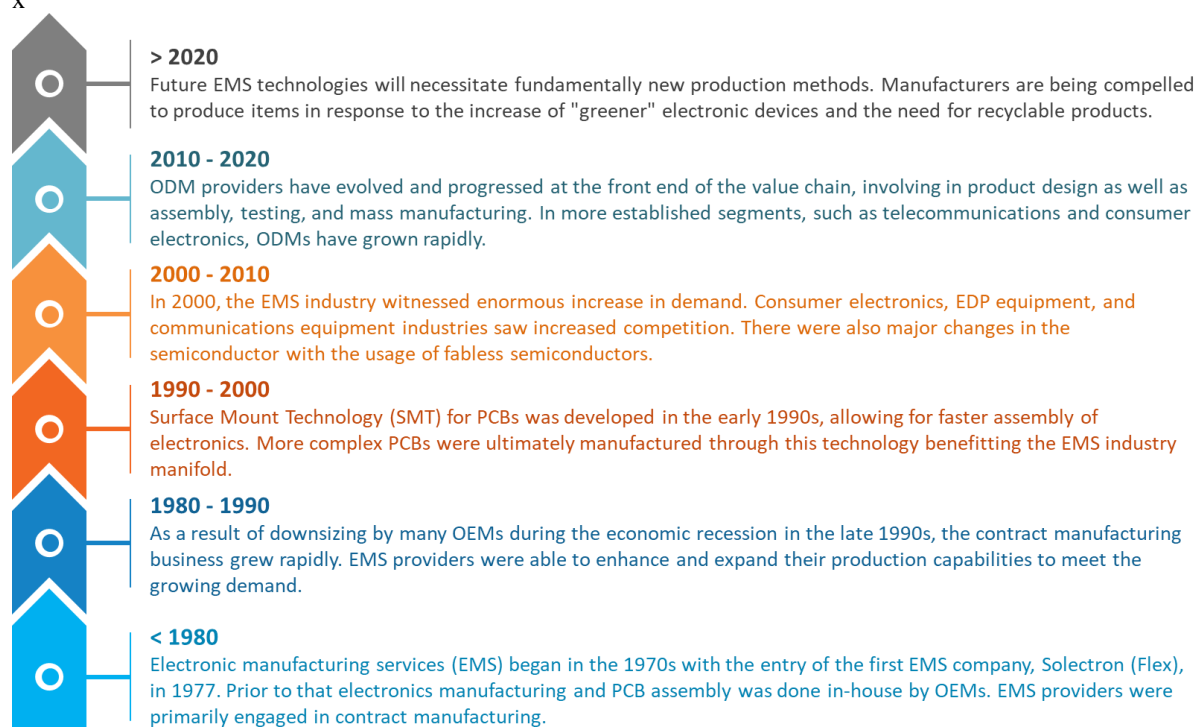 x
> 2020
Future EMS technologies will necessitate fundamentally new production methods. Manufacturers are being compelled
to produce items in response to the increase of "greener" electronic devices and the need for recyclable products.
2010 - 2020
ODM providers have evolved and progressed at the front end of the value chain, involving in product design as well as
assembly, testing, and mass manufacturing. In more established segments, such as telecommunications and consumer
electronics, ODMs have grown rapidly.
2000 - 2010
In 2000, the EMS industry witnessed enormous increase in demand. Consumer electronics, EDP equipment, and
communications equipment industries saw increased competition. There were also major changes in the
semiconductor with the usage of fabless semiconductors.
1990 - 2000
Surface Mount Technology (SMT) for PCBs was developed in the early 1990s, allowing for faster assembly of
electronics. More complex PCBs were ultimately manufactured through this technology benefitting the EMS industry
manifold.
1980 - 1990
As a result of downsizing by many OEMs during the economic recession in the late 1990s, the contract manufacturing
business grew rapidly. EMS providers were able to enhance and expand their production capabilities to meet the
growing demand.
< 1980
Electronic manufacturing services (EMS) began in the 1970s with the entry of the first EMS company, Solectron (Flex),
in 1977. Prior to that electronics manufacturing and PCB assembly was done in-house by OEMs. EMS providers were
primarily engaged in contract manufacturing.